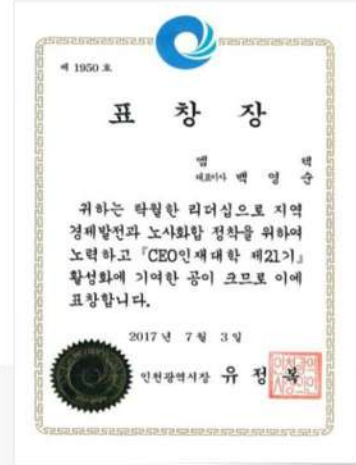 제 1950 호
표 창 장
엠 텍
대표이사 백 영 순
귀하는 탁월한 리더십으로 지역
경제발전과 노사화합 정착을 위하여
노력하고 『CEO인재대학 제21기』
활성화에 기여한 공이 크므로 이에
표창합니다.
2017 년 7 월 3 일
인천광역시장 유 정 복